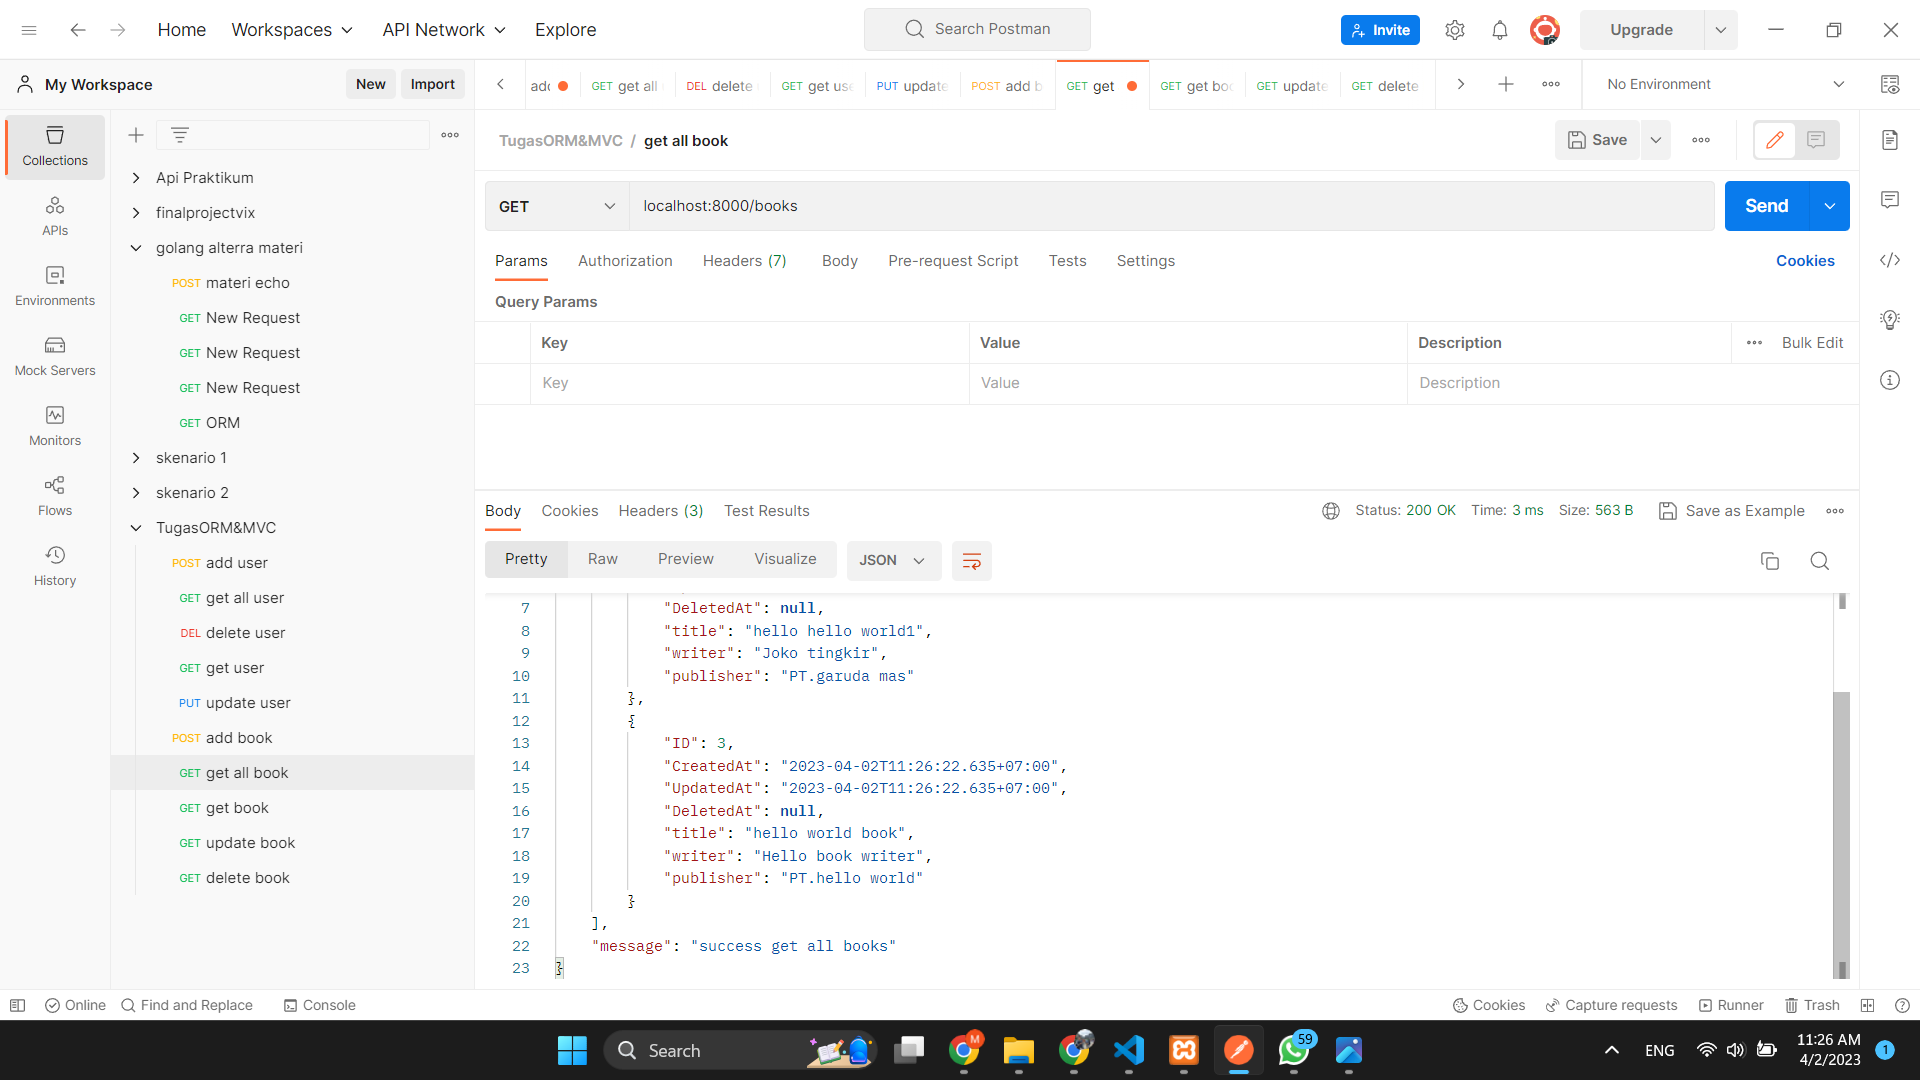 Home
Workspaces
API Network
Explore
Search Postman
Invite
Upgrade
My Workspace
New
Import
GET get all
DEL delete
GET get use
PUT update
POST add b
GET get
GET get boo
GET update
GET delete
No Environment
Collections
APIs
Environments
Mock Servers
Monitors
Flows
History
Api Praktikum
finalprojectvix
golang alterra materi
POST materi echo
GET New Request
GET New Request
GET New Request
GET ORM
skenario 1
skenario 2
TugasORM&MVC
POST add user
GET get all user
DEL delete user
GET get user
PUT update user
POST add book
GET get all book
GET get book
GET update book
GET delete book
TugasORM&MVC / get all book
Save
GET
localhost:8000/books
Send
Params
Authorization
Headers (7)
Body
Pre-request Script
Tests
Settings
Cookies
Query Params
Key
Value
Description
Bulk Edit
Key
Value
Description
Body
Cookies
Headers (3)
Test Results
Status: 200 OK
Time: 3 ms
Size: 563 B
Save as Example
Pretty
Raw
Preview
Visualize
JSON
7 "DeletedAt": null,
8 "title": "hello hello world1",
9 "writer": "Joko tingkir",
10 "publisher": "PT.garuda mas"
11 },
12 {
13 "ID": 3,
14 "CreatedAt": "2023-04-02T11:26:22.635+07:00",
15 "UpdatedAt": "2023-04-02T11:26:22.635+07:00",
16 "DeletedAt": null,
17 "title": "hello world book",
18 "writer": "Hello book writer",
19 "publisher": "PT.hello world"
20 }
21 ],
22 "message": "success get all books"
23 }
Online
Find and Replace
Console
Cookies
Capture requests
Runner
Trash
Search
M
59
ENG
11:26 AM
4/2/2023
1